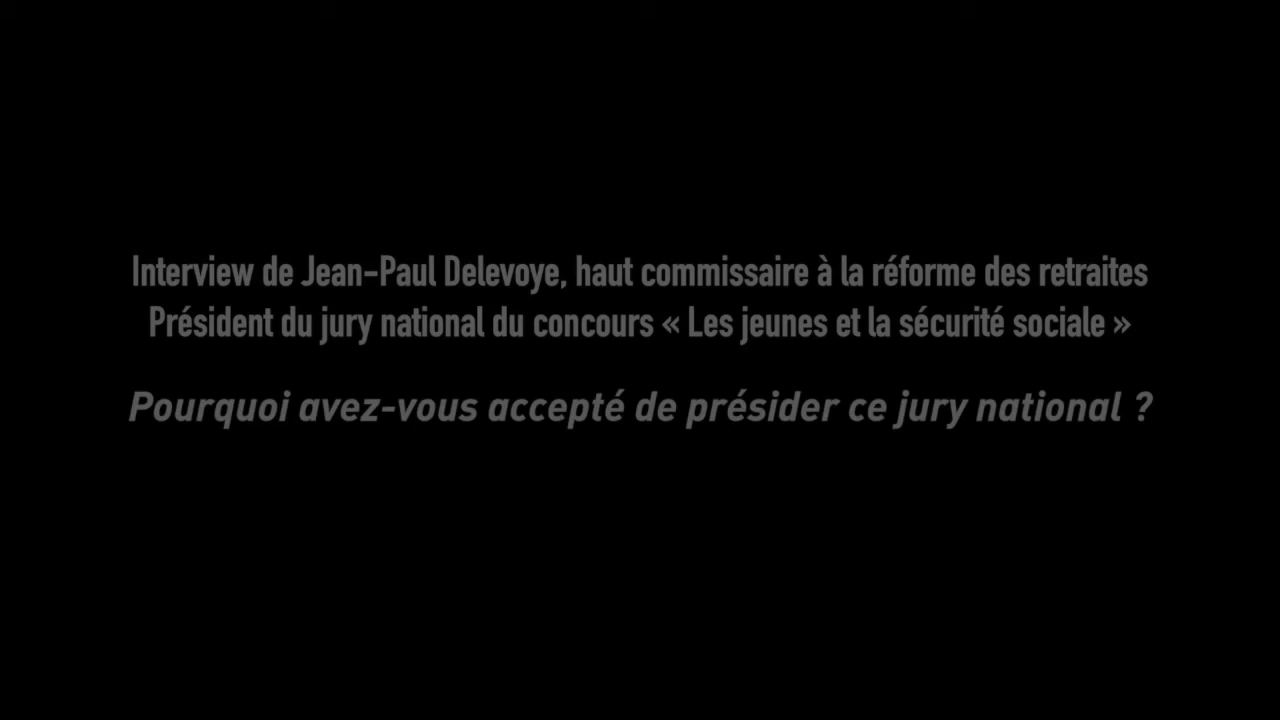 Interview de Jean-Paul Delevoye, haut commissaire à la réforme des retraites
Président du jury national du concours « Les jeunes et la sécurité sociale »
Pourquoi avez-vous accepté de présider ce jury national ?